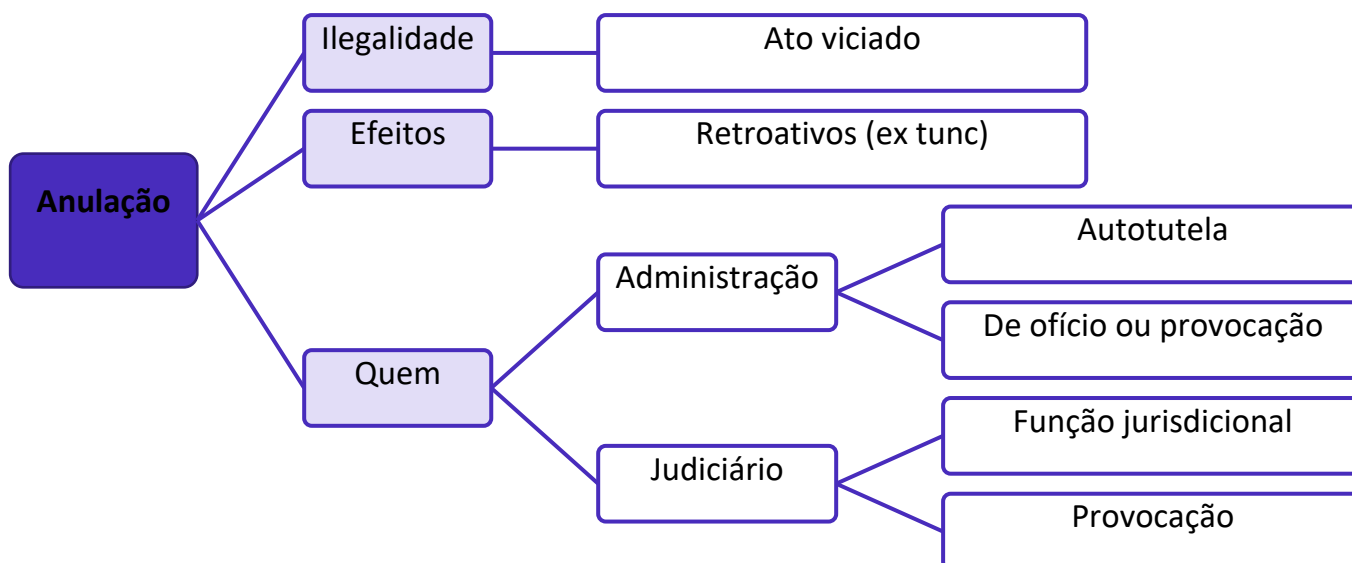 Anulação
Ilegalidade
Ato viciado
Efeitos
Retroativos (ex tunc)
Quem
Administração
Autotutela
De ofício ou provocação
Judiciário
Função jurisdicional
Provocação